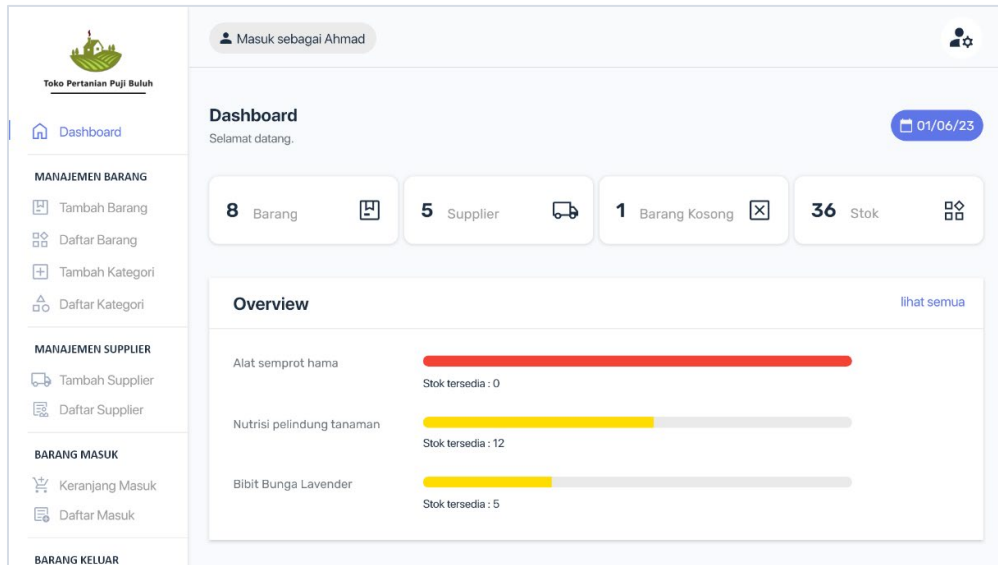 Toko Pertanian Puji Buluh
Dashboard
MANAJEMEN BARANG
Tambah Barang
Daftar Barang
Tambah Kategori
Daftar Kategori
MANAJEMEN SUPPLIER
Tambah Supplier
Daftar Supplier
BARANG MASUK
Keranjang Masuk
Daftar Masuk
BARANG KELUAR
Masuk sebagai Ahmad
Dashboard
Selamat datang.
01/06/23
8 Barang
5 Supplier
1 Barang Kosong
36 Stok
Overview
lihat semua
Alat semprot hama
Stok tersedia : 0
Nutrisi pelindung tanaman
Stok tersedia : 12
Bibit Bunga Lavender
Stok tersedia : 5